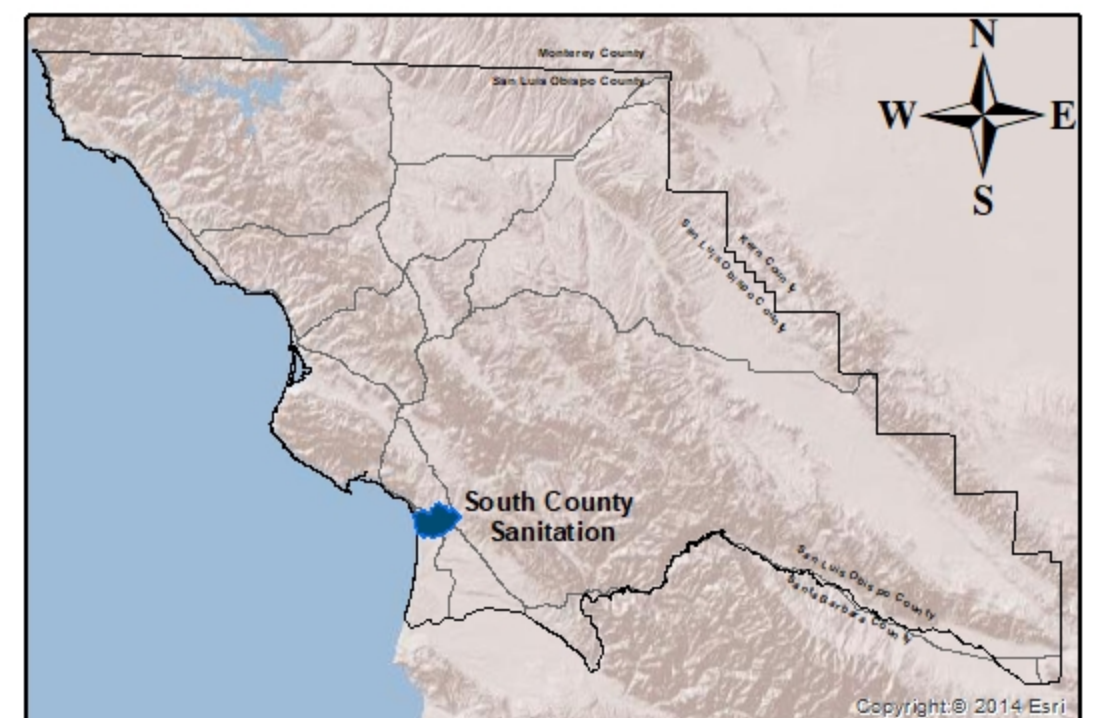 N
Monterey County
San Luis Obispo County
W
E
S
Kern County
San Luis Obispo County
South County
Sanitation
San Luis Obispo County
Santa Barbara County
Copyright:© 2014 Esri